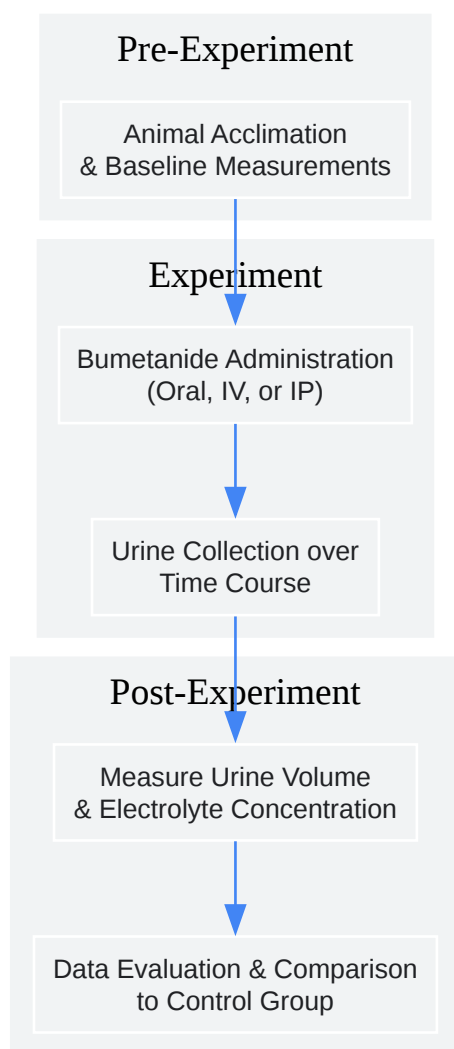 Pre-Experiment
Animal Acclimation
& Baseline Measurements
Experiment
Bumetanide Administration
(Oral, IV, or IP)
Urine Collection over
Time Course
Post-Experiment
Measure Urine Volume
& Electrolyte Concentration
Data Evaluation & Comparison
to Control Group